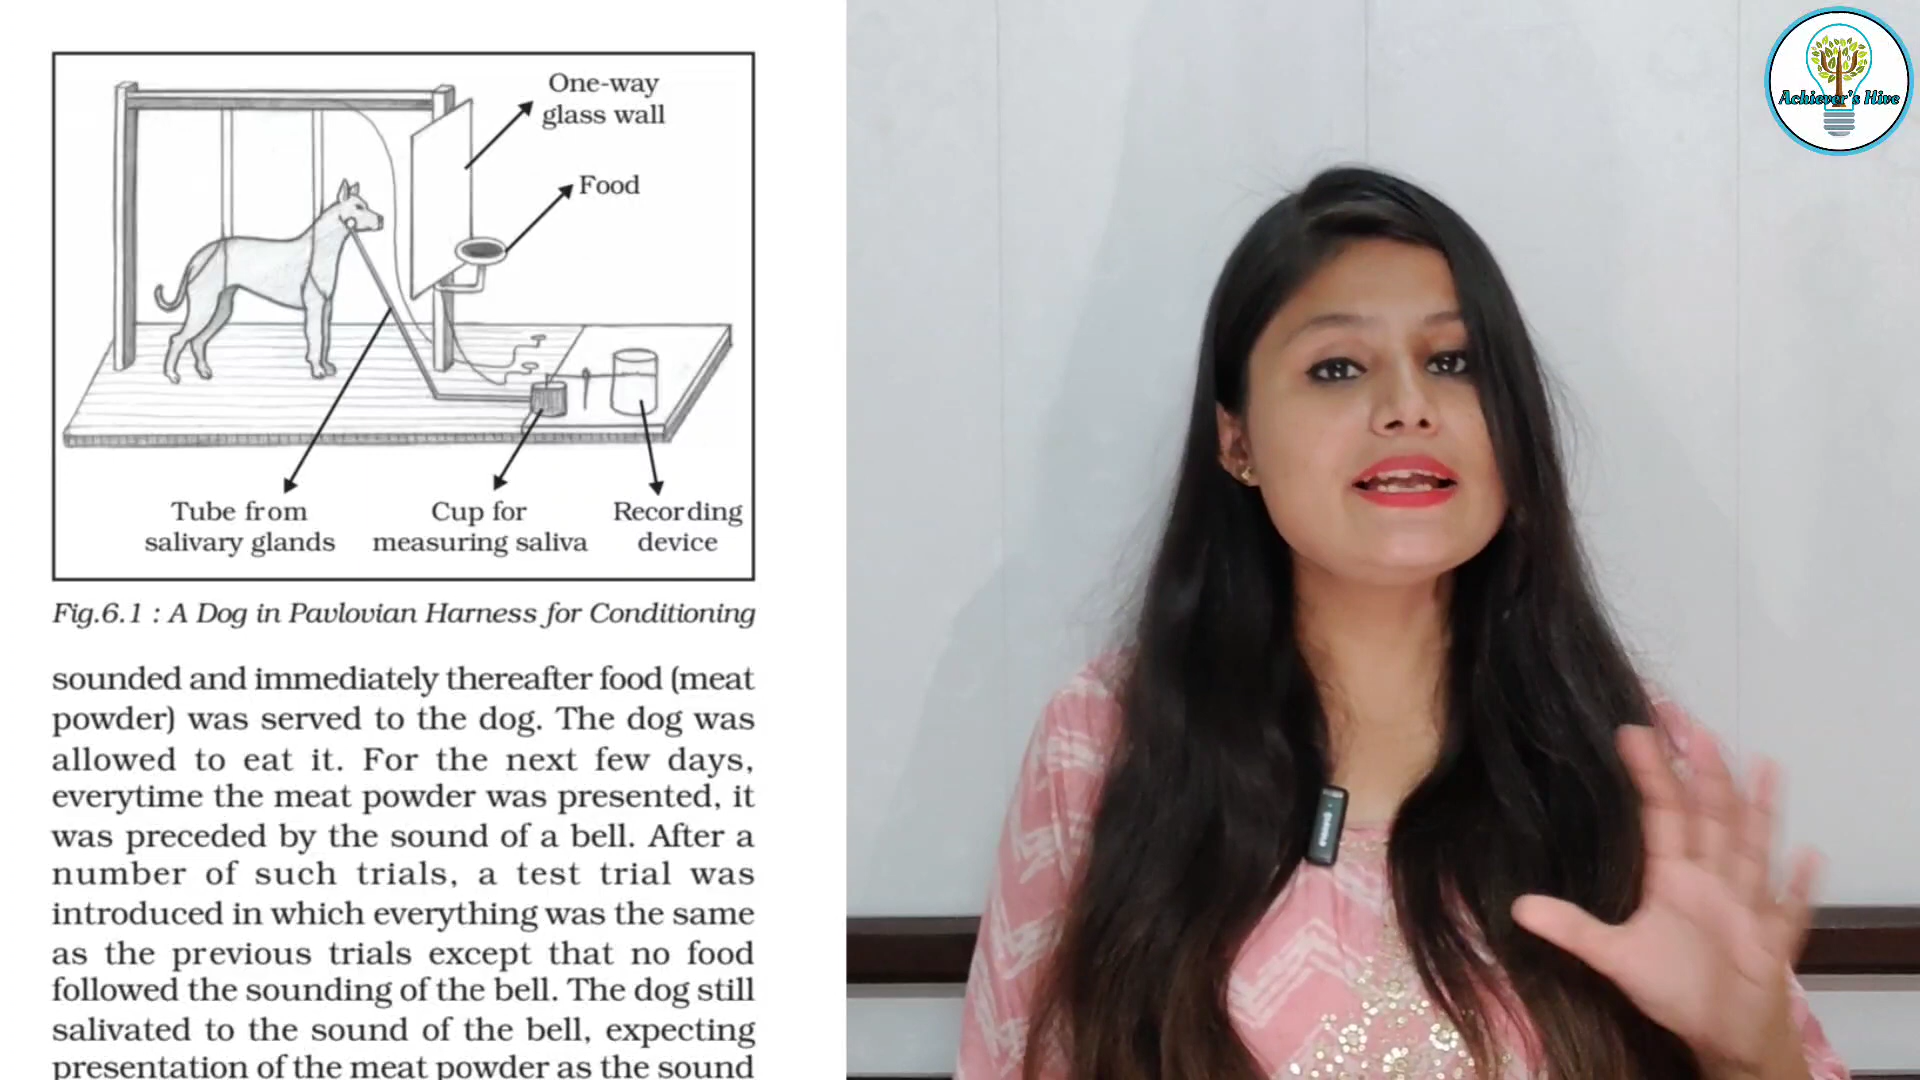 One-way
glass wall
Food
Tube from
salivary glands
Cup for
measuring saliva
Recording
device
Fig.6.1 : A Dog in Pavlovian Harness for Conditioning
sounded and immediately thereafter food (meat
powder) was served to the dog. The dog was
allowed to eat it. For the next few days,
everytime the meat powder was presented, it
was preceded by the sound of a bell. After a
number of such trials, a test trial was
introduced in which everything was the same
as the previous trials except that no food
followed the sounding of the bell. The dog still
salivated to the sound of the bell, expecting
presentation of the meat powder as the sound
Achiever's Hive